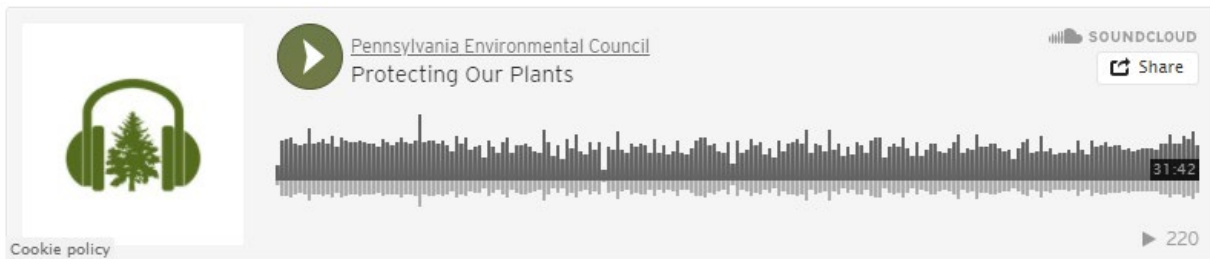 Pennsylvania Environmental Council
Protecting Our Plants
SOUNDCLOUD
Share
31:42
Cookie policy
220